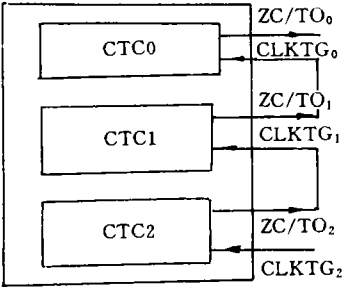 ZC/TO₀
CTC0
CLKTG₀
ZC/TO₁
CTC1
CLKTG₁
CTC2
ZC/TO₂
CLKTG₂